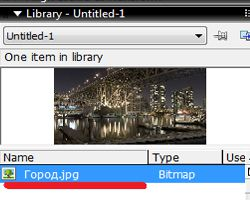 Library - Untitled-1
Untitled-1
One item in library
Name Type Use
Город.jpg Bitmap